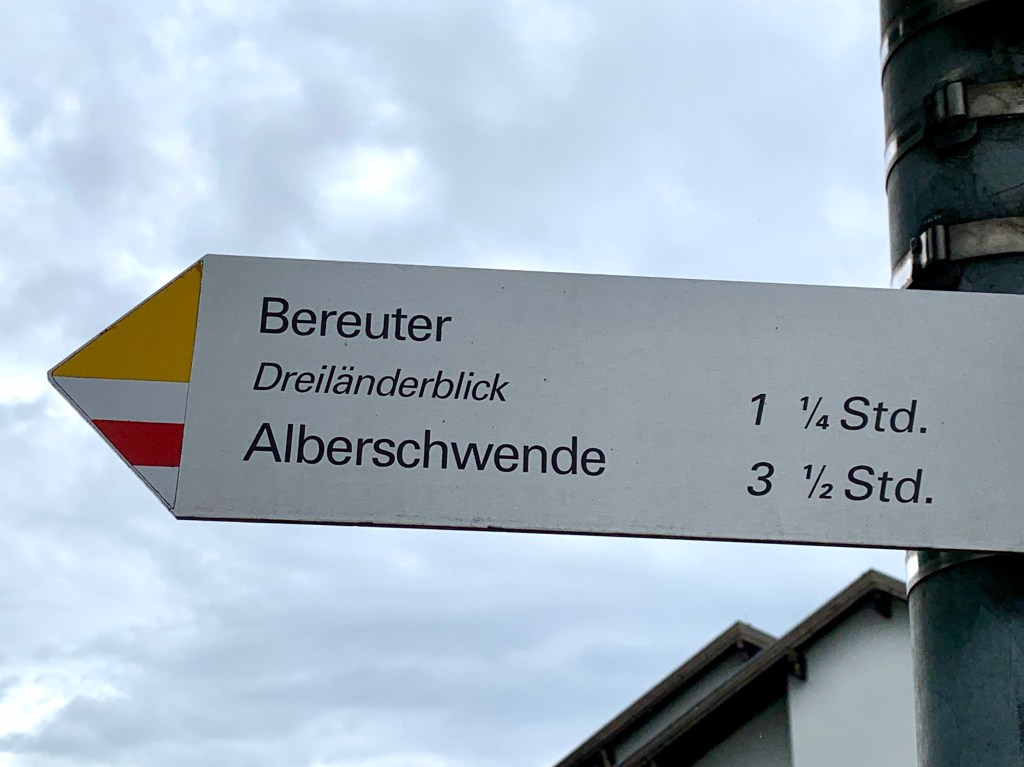 Bereuter
Dreiländerblick 1 ¼ Std.
Alberschwende 3 ½ Std.